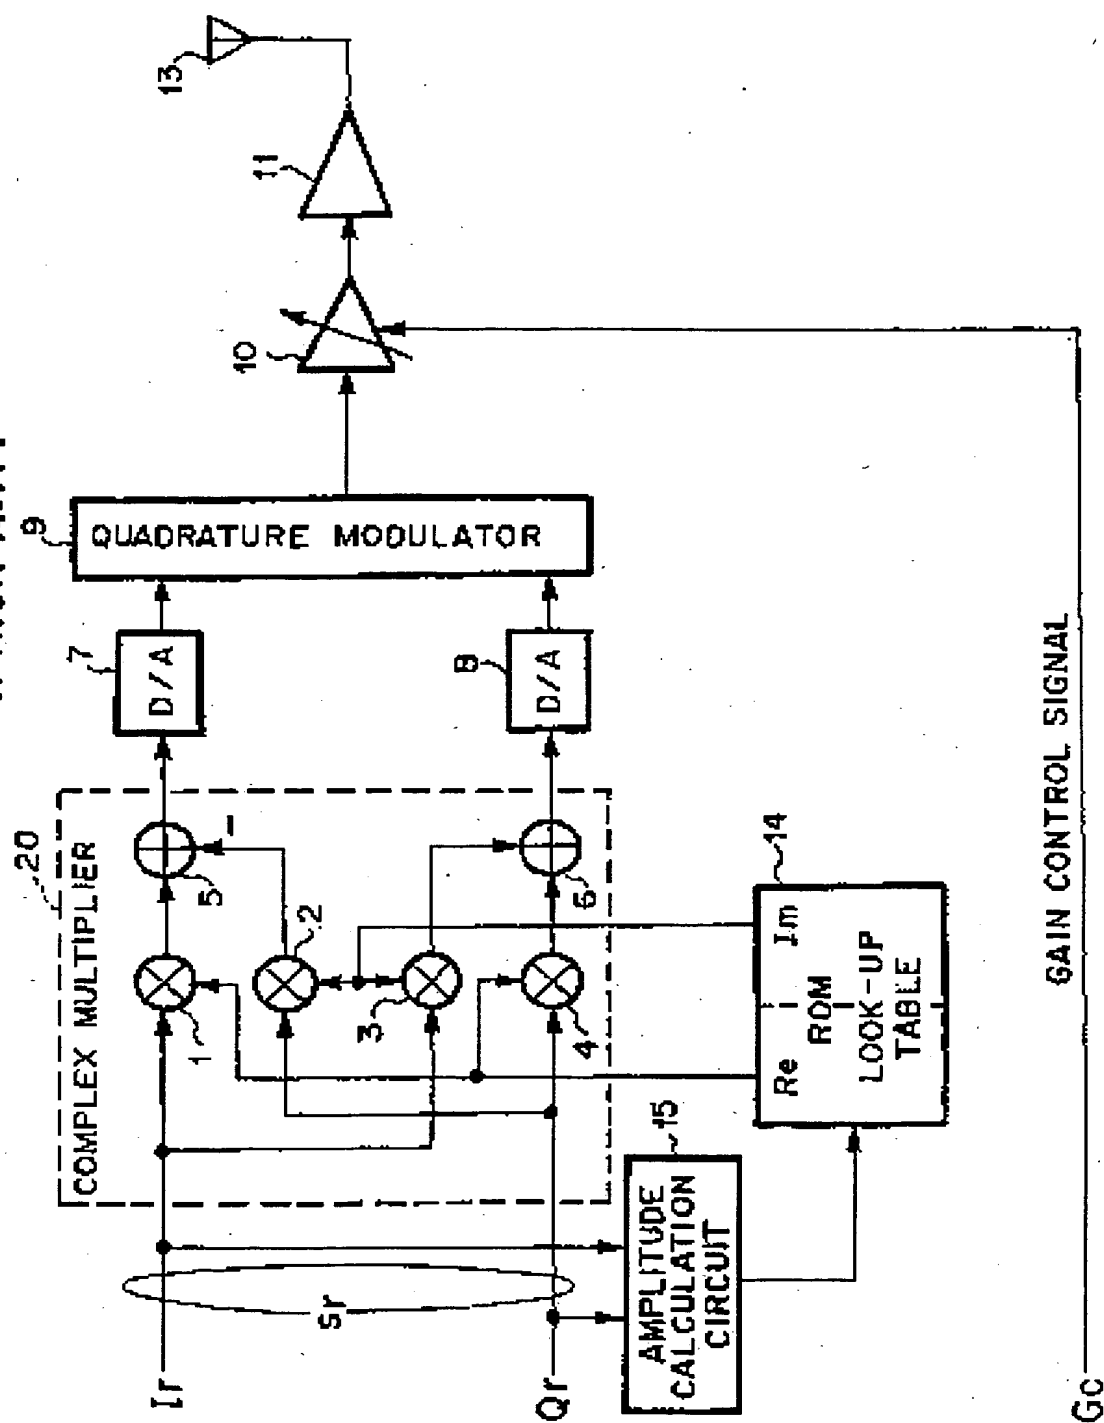 13
11
10
9
QUADRATURE MODULATOR
7
D/A
8
D/A
20
COMPLEX MULTIPLIER
5
-
6
1
2
3
4
14
Re
Im
ROM
LOOK-UP
TABLE
15
AMPLITUDE
CALCULATION
CIRCUIT
Sr
Ir
Qr
Gc
GAIN CONTROL SIGNAL